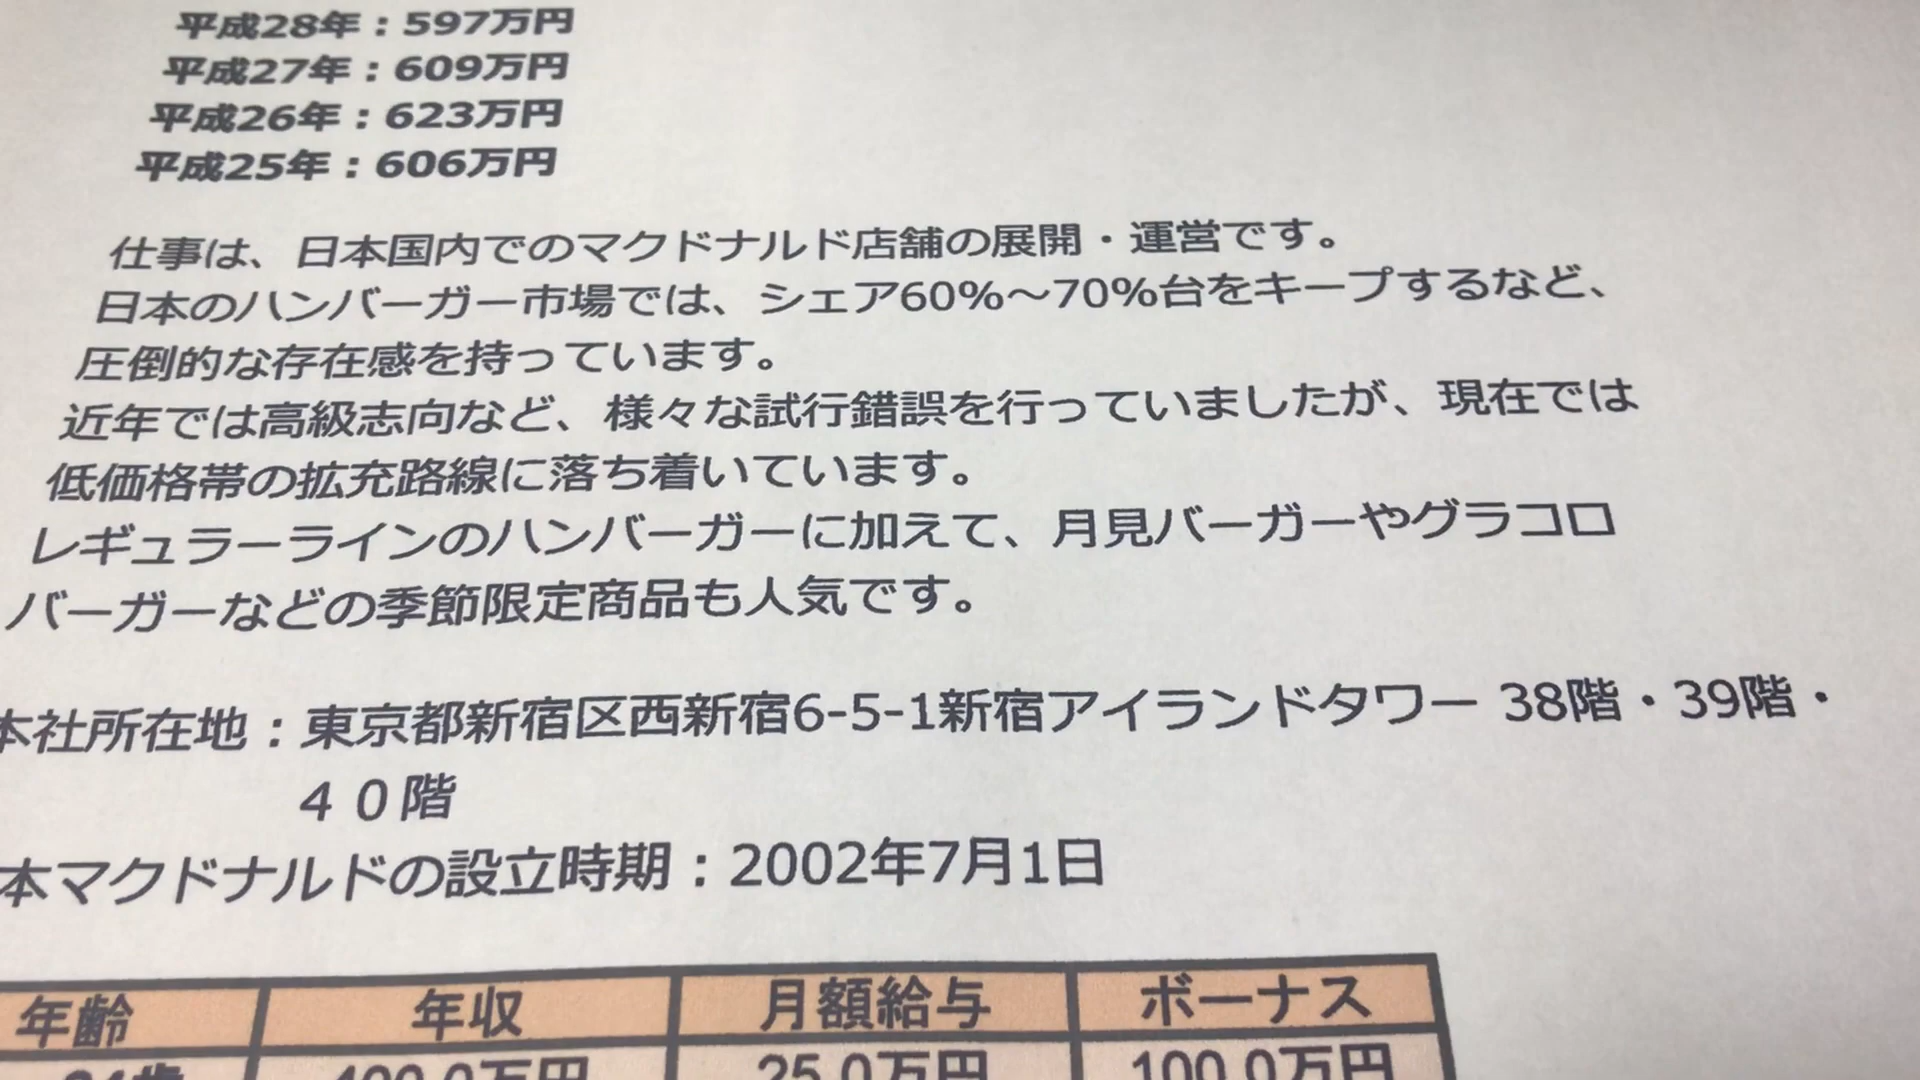 平成28年：597万円
平成27年：609万円
平成26年：623万円
平成25年：606万円
仕事は、日本国内でのマクドナルド店舗の展開・運営です。
日本のハンバーガー市場では、シェア60%～70%台をキープするなど、
圧倒的な存在感を持っています。
近年では高級志向など、様々な試行錯誤を行っていましたが、現在では
低価格帯の拡充路線に落ち着いています。
レギュラーラインのハンバーガーに加えて、月見バーガーやグラコロ
バーガーなどの季節限定商品も人気です。
本社所在地：東京都新宿区西新宿6-5-1新宿アイランドタワー 38階・39階・
４０階
本マクドナルドの設立時期：2002年7月1日
年齢 年収 月額給与 ボーナス
25.0万円 100.0万円